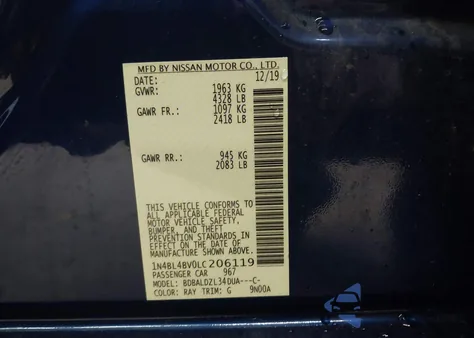 MFD BY NISSAN MOTOR CO., LTD.
DATE: 12/19
GVWR: 1963 KG
4328 LB
GAWR FR.: 1097 KG
2418 LB
GAWR RR.: 945 KG
2083 LB
THIS VEHICLE CONFORMS TO
ALL APPLICABLE FEDERAL
MOTOR VEHICLE SAFETY,
BUMPER, AND THEFT
PREVENTION STANDARDS IN
EFFECT ON THE DATE OF
MANUFACTURE SHOWN ABOVE.
1N4BL4BV0LC206119
PASSENGER CAR 967
MODEL: BDBALDZL34DUA---C-
COLOR: RAY TRIM: G 9N00A